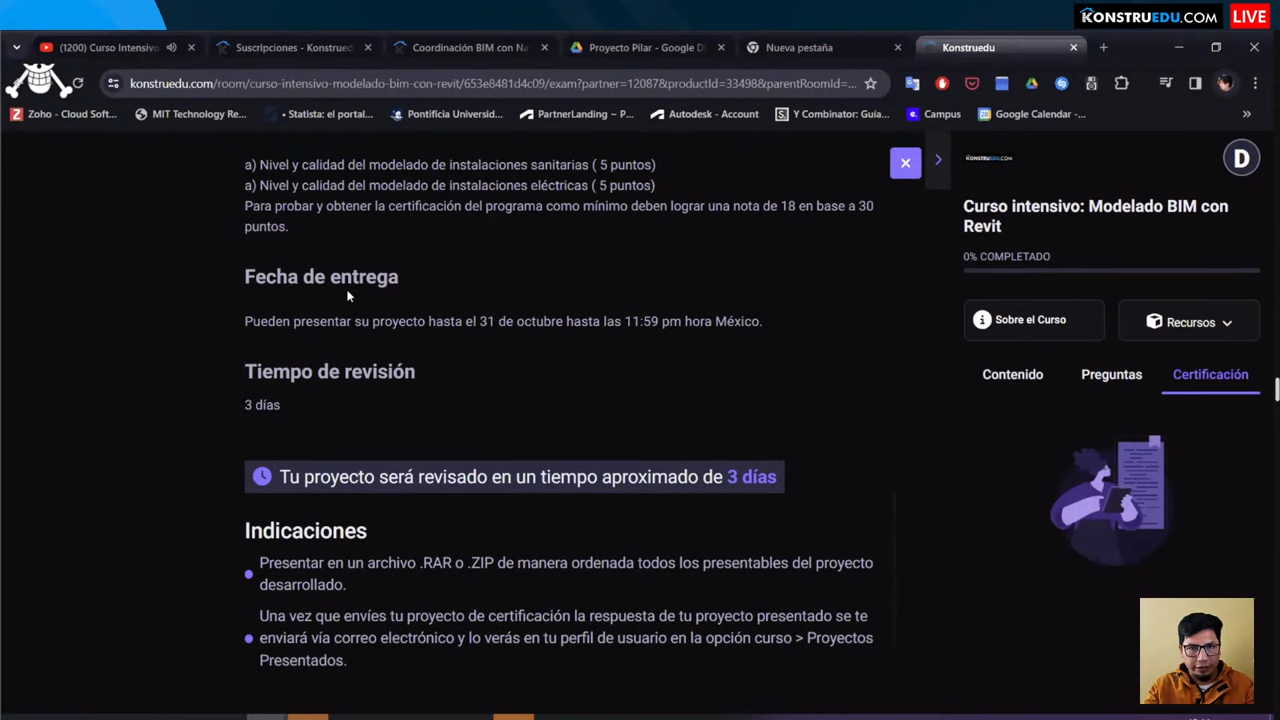 KONSTRUEDU.COM LIVE
(1200) Curso Intensivo
Suscripciones - Konstrued
Coordinación BIM con Na
Proyecto Pilar - Google D
Nueva pestaña
Konstruedu
konstruedu.com/room/curso-intensivo-modelado-bim-con-revit/653e8481d4c09/exam?partner=12087&productId=33498&parentRoomId=...
Zoho - Cloud Soft...
MIT Technology Re...
• Statista: el portal...
Pontificia Universid...
PartnerLanding – P...
Autodesk - Account
Y Combinator: Guía...
Campus
Google Calendar -...
a) Nivel y calidad del modelado de instalaciones sanitarias ( 5 puntos)
a) Nivel y calidad del modelado de instalaciones eléctricas ( 5 puntos)
Para probar y obtener la certificación del programa como mínimo deben lograr una nota de 18 en base a 30
puntos.
Fecha de entrega
Pueden presentar su proyecto hasta el 31 de octubre hasta las 11:59 pm hora México.
Tiempo de revisión
3 días
Tu proyecto será revisado en un tiempo aproximado de 3 días
Indicaciones
Presentar en un archivo .RAR o .ZIP de manera ordenada todos los presentables del proyecto
desarrollado.
Una vez que envíes tu proyecto de certificación la respuesta de tu proyecto presentado se te
enviará vía correo electrónico y lo verás en tu perfil de usuario en la opción curso > Proyectos
Presentados.
KONSTRUEDU.COM
D
Curso intensivo: Modelado BIM con
Revit
0% COMPLETADO
Sobre el Curso
Recursos
Contenido
Preguntas
Certificación